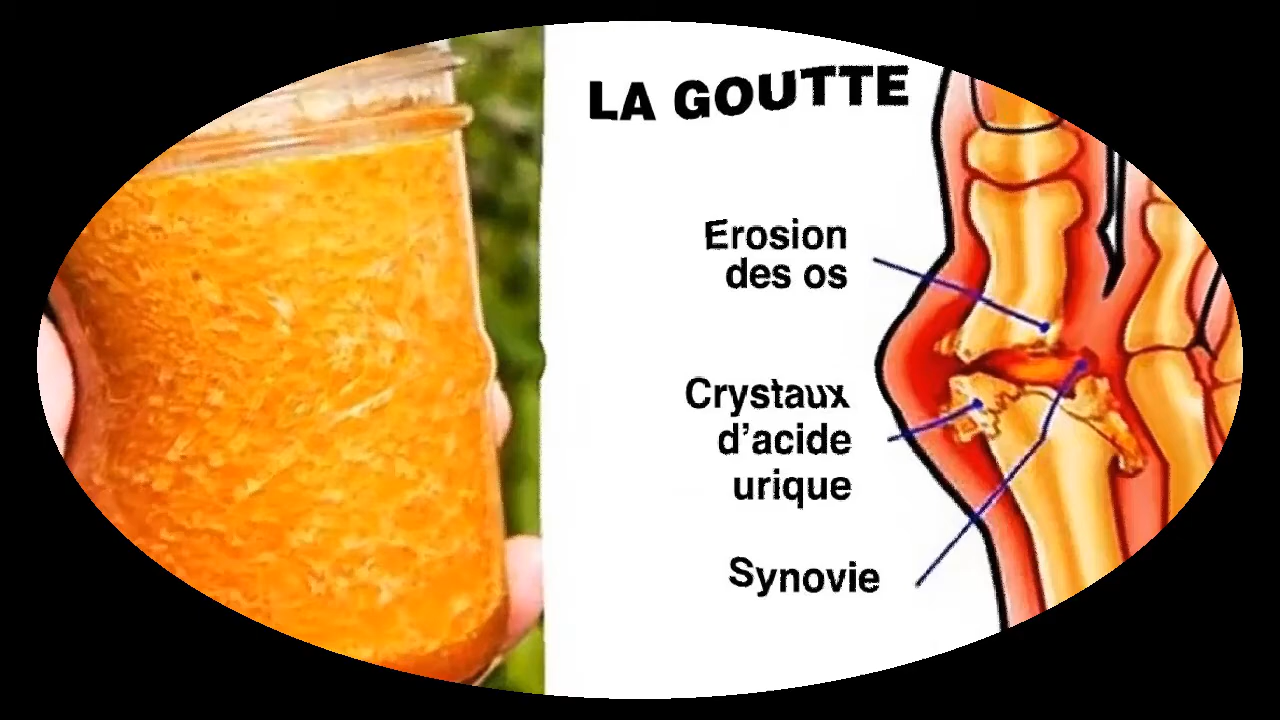 LA GOUTTE
Erosion
des os
Crystaux
d'acide
urique
Synovie